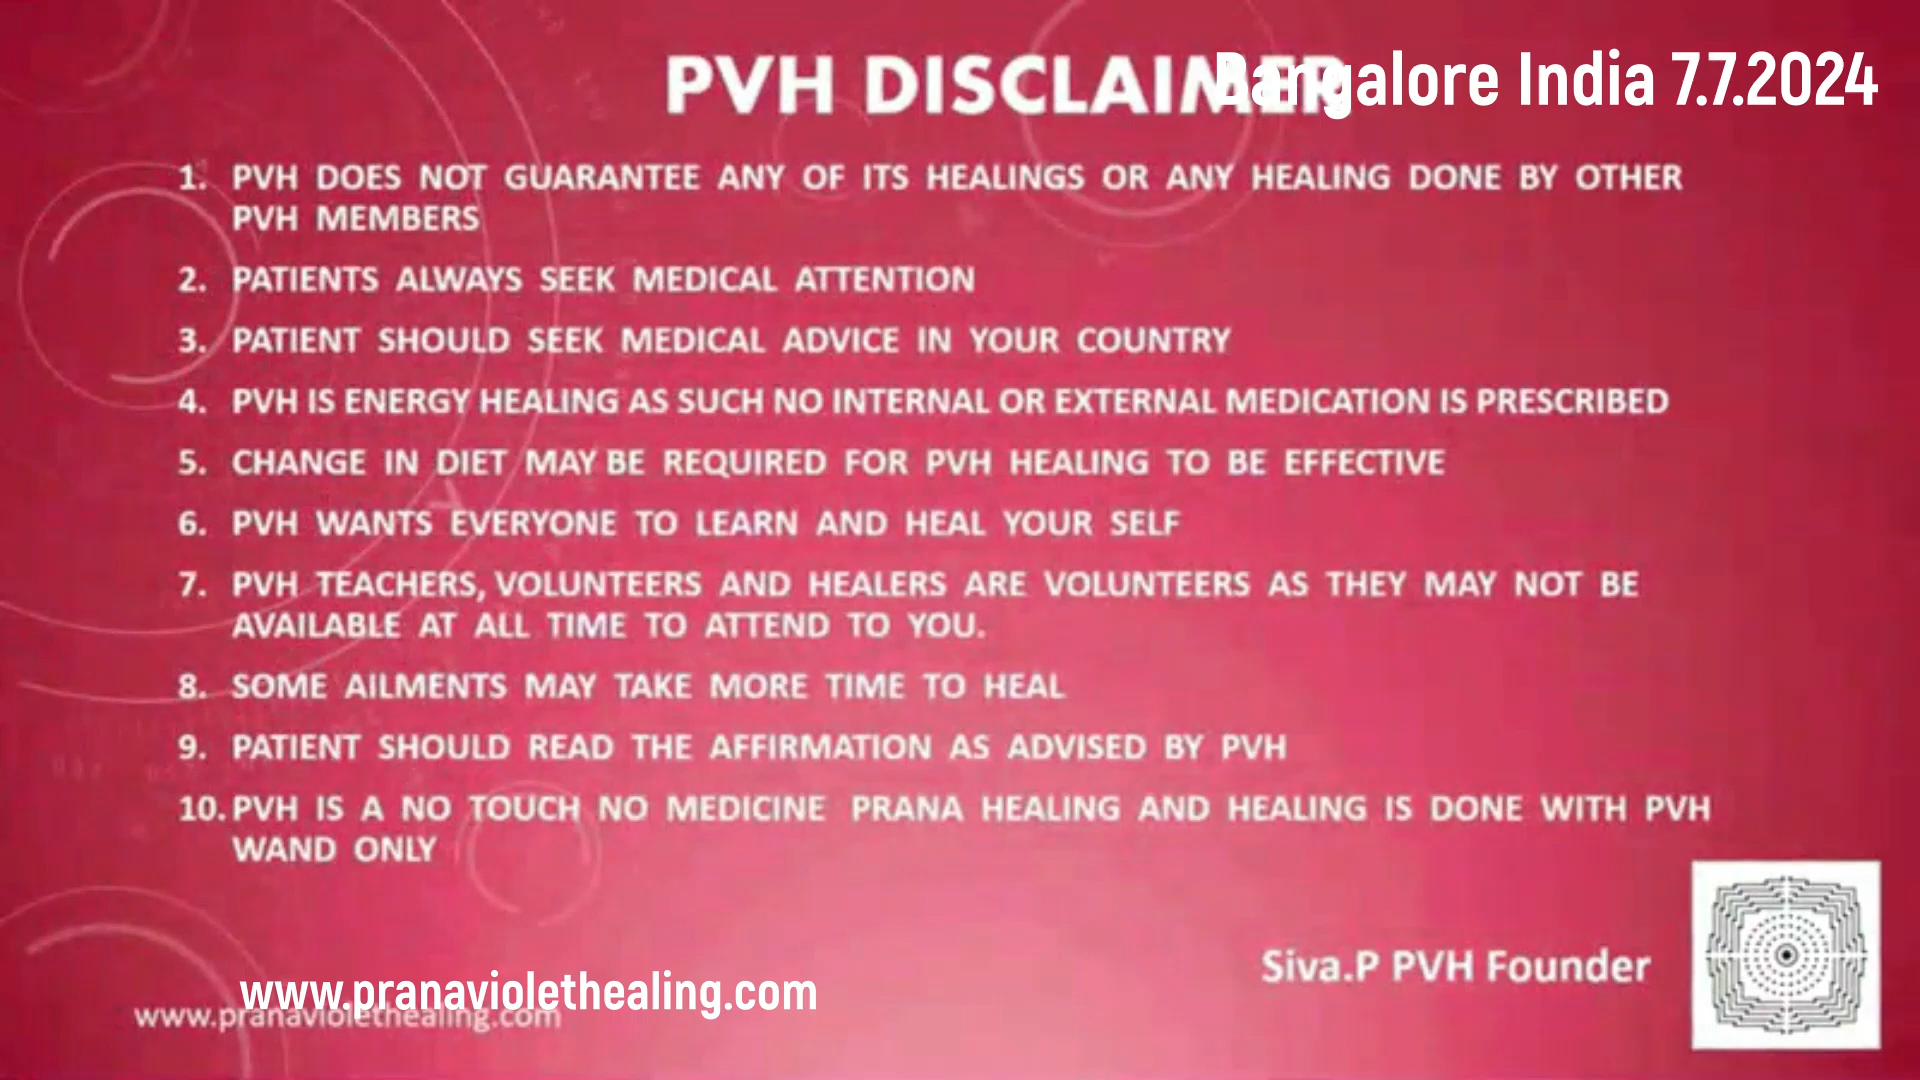 PVH DISCLAIMER
Bangalore India 7.7.2024
1. PVH DOES NOT GUARANTEE ANY OF ITS HEALINGS OR ANY HEALING DONE BY OTHER
PVH MEMBERS
2. PATIENTS ALWAYS SEEK MEDICAL ATTENTION
3. PATIENT SHOULD SEEK MEDICAL ADVICE IN YOUR COUNTRY
4. PVH IS ENERGY HEALING AS SUCH NO INTERNAL OR EXTERNAL MEDICATION IS PRESCRIBED
5. CHANGE IN DIET MAY BE REQUIRED FOR PVH HEALING TO BE EFFECTIVE
6. PVH WANTS EVERYONE TO LEARN AND HEAL YOUR SELF
7. PVH TEACHERS, VOLUNTEERS AND HEALERS ARE VOLUNTEERS AS THEY MAY NOT BE
AVAILABLE AT ALL TIME TO ATTEND TO YOU.
8. SOME AILMENTS MAY TAKE MORE TIME TO HEAL
9. PATIENT SHOULD READ THE AFFIRMATION AS ADVISED BY PVH
10. PVH IS A NO TOUCH NO MEDICINE PRANA HEALING AND HEALING IS DONE WITH PVH
WAND ONLY
Siva.P PVH Founder
www.pranaviolethealing.com
www.pranaviolethealing.com